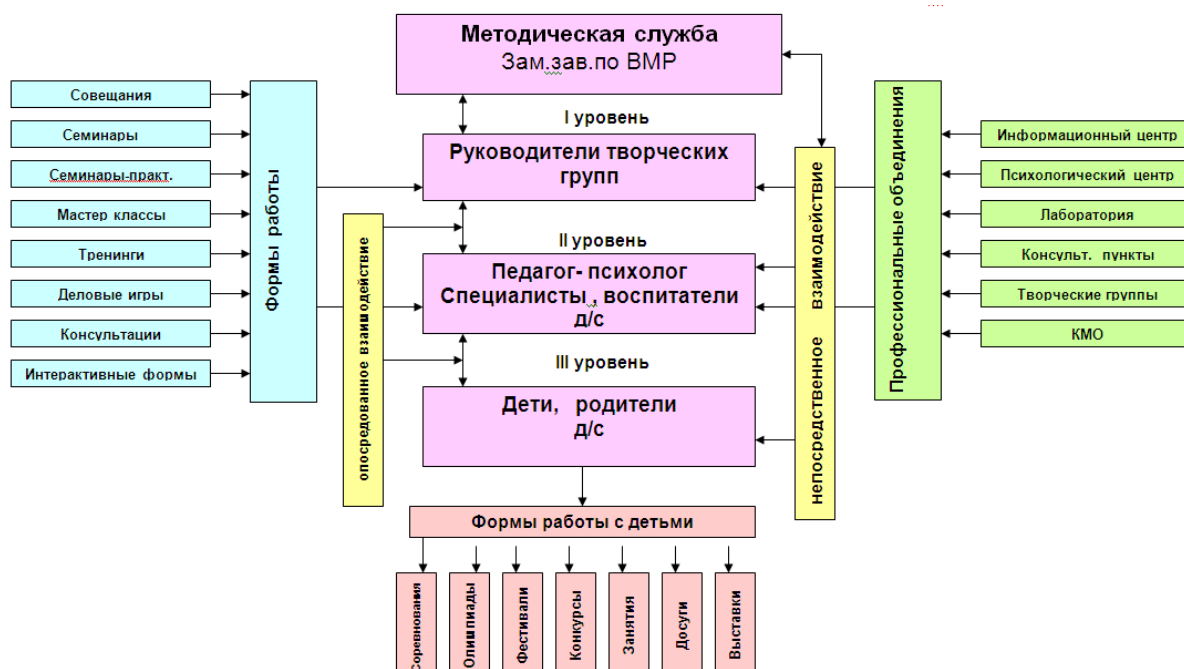 Методическая служба
Зам.зав.по ВМР
I уровень
Руководители творческих
групп
II уровень
Педагог- психолог
Специалисты , воспитатели
д/с
III уровень
Дети, родители
д/с
Формы работы с детьми
Соревнования
Олимпиады
Фестивали
Конкурсы
Занятия
Досуги
Выставки
Совещания
Семинары
Семинары-практ.
Мастер классы
Тренинги
Деловые игры
Консультации
Интерактивные формы
Формы работы
опосредованное взаимодействие
непосредственное взаимодействие
Профессиональные объединения
Информационный центр
Психологический центр
Лаборатория
Консульт. пункты
Творческие группы
КМО